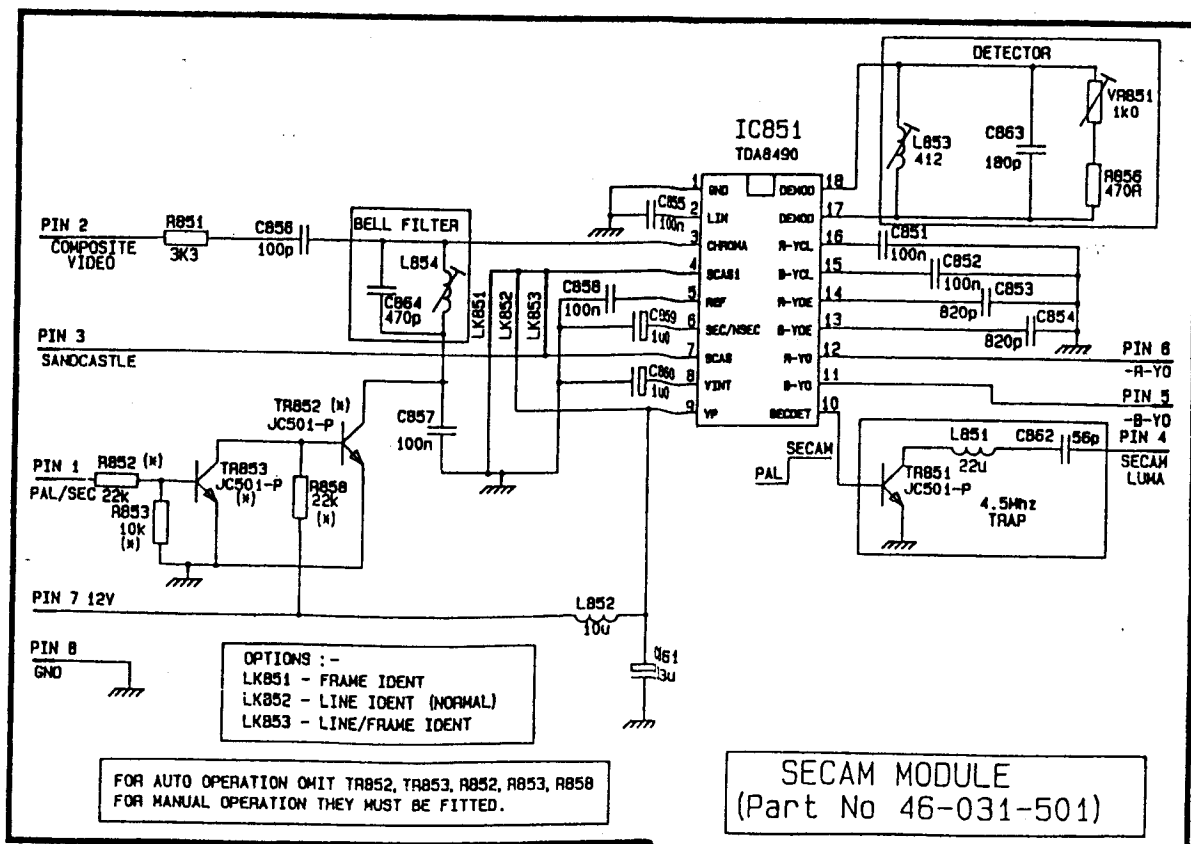 DETECTOR
VR851
1k0
L853
412
C863
180p
R856
470R
IC851
TDA8490
1 GND DEMOD 18
2 LIN DEMOD 17
3 CHROMA R-YCL 16
4 SCAS1 B-YCL 15
5 REF R-YDE 14
6 SEC/NSEC B-YDE 13
7 SCAS R-YO 12
8 VINT B-YO 11
9 VP SECDET 10
C855
100n
C851
100n
C852
100n
C853
820p
C854
820p
PIN 2
COMPOSITE
VIDEO
R851
3K3
C856
100p
BELL FILTER
L854
C864
470p
LK851
LK852
LK853
C858
100n
C859
1u0
C860
1u0
PIN 3
SANDCASTLE
PIN 6
-R-YO
PIN 5
-B-YO
PIN 4
SECAM
LUMA
TR852 (*)
JC501-P
C857
100n
PIN 1
PAL/SEC
R852 (*)
22k
R853
10k
(*)
TR853
JC501-P
(*)
R858
22k
(*)
PAL
SECAM
L851
22u
C862
56p
TR851
JC501-P
4.5Mhz
TRAP
PIN 7 12V
L852
10u
PIN 8
GND
OPTIONS :-
LK851 - FRAME IDENT
LK852 - LINE IDENT (NORMAL)
LK853 - LINE/FRAME IDENT
FOR AUTO OPERATION OMIT TR852, TR853, R852, R853, R858
FOR MANUAL OPERATION THEY MUST BE FITTED.
SECAM MODULE
(Part No 46-031-501)